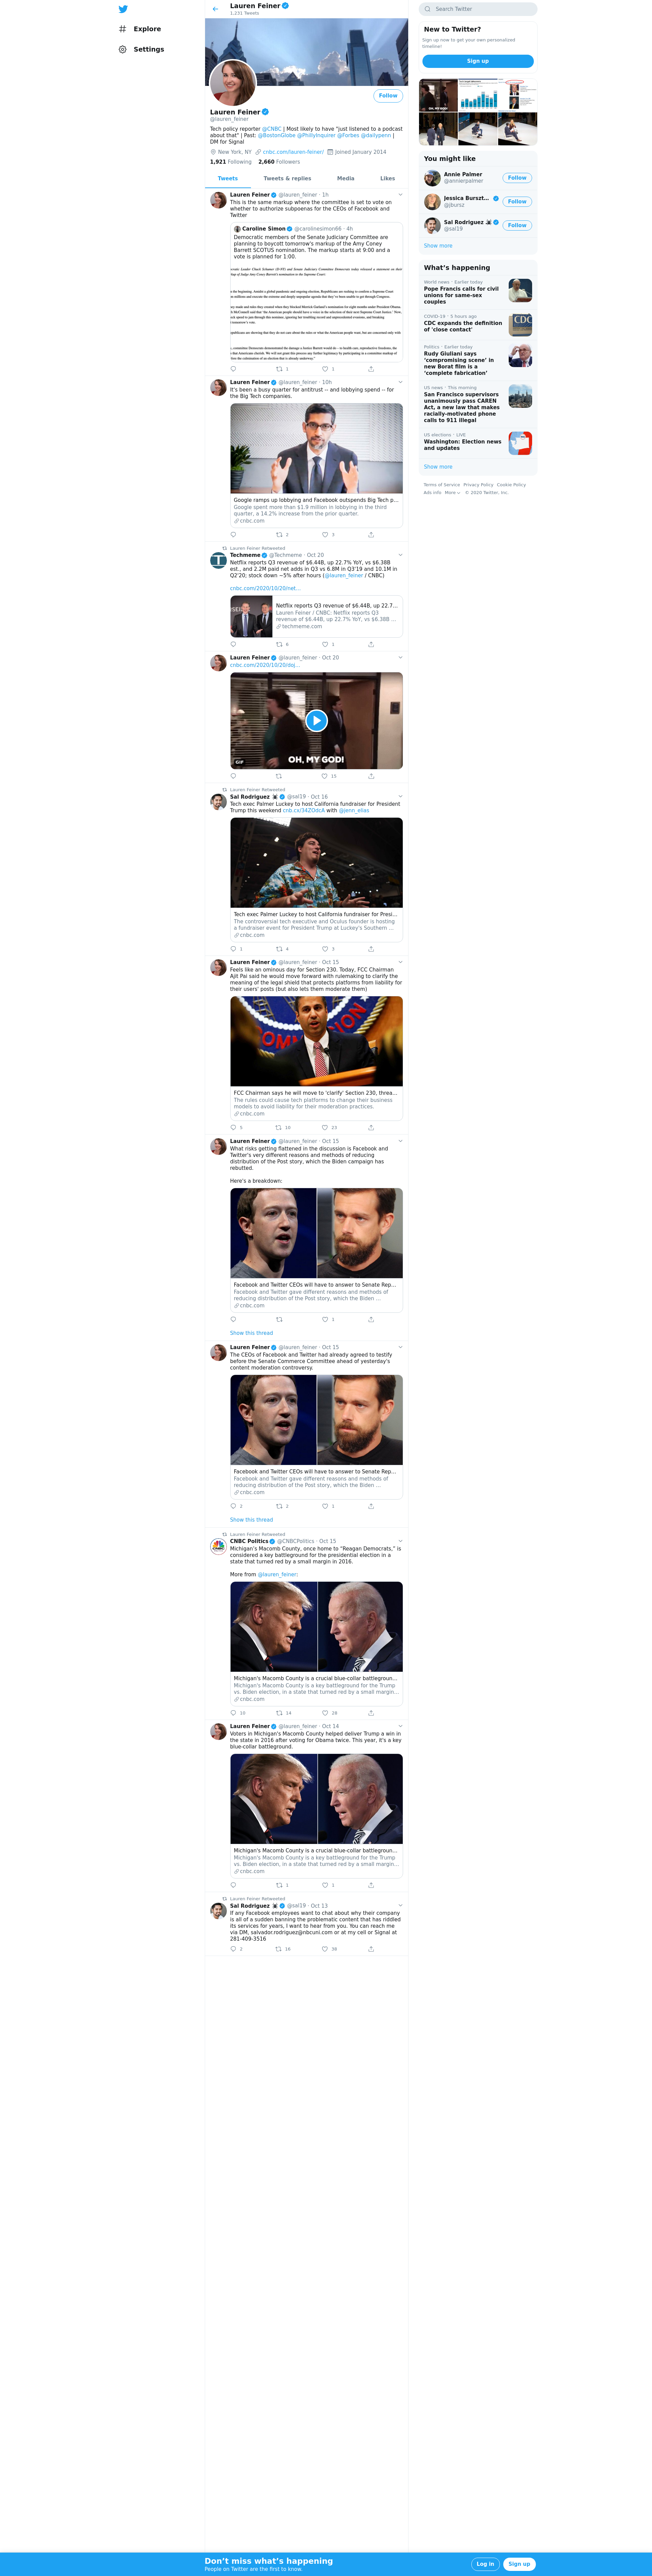 Explore
Settings
Lauren Feiner
1,231 Tweets
Follow
Lauren Feiner
@lauren_feiner
Tech policy reporter @CNBC | Most likely to have "just listened to a podcast
about that" | Past: @BostonGlobe @PhillyInquirer @Forbes @dailypenn |
DM for Signal
New York, NY cnbc.com/lauren-feiner/ Joined January 2014
1,921 Following 2,660 Followers
Tweets Tweets & replies Media Likes
Lauren Feiner @lauren_feiner · 1h
This is the same markup where the committee is set to vote on
whether to authorize subpoenas for the CEOs of Facebook and
Twitter
Caroline Simon @carolinesimon66 · 4h
Democratic members of the Senate Judiciary Committee are
planning to boycott tomorrow's markup of the Amy Coney
Barrett SCOTUS nomination. The markup starts at 9:00 and a
vote is planned for 1:00.
1 1
Lauren Feiner @lauren_feiner · 10h
It's been a busy quarter for antitrust -- and lobbying spend -- for
the Big Tech companies.
Google ramps up lobbying and Facebook outspends Big Tech p...
Google spent more than $1.9 million in lobbying in the third
quarter, a 14.2% increase from the prior quarter.
cnbc.com
2 3
Lauren Feiner Retweeted
Techmeme @Techmeme · Oct 20
Netflix reports Q3 revenue of $6.44B, up 22.7% YoY, vs $6.38B
est., and 2.2M paid net adds in Q3 vs 6.8M in Q3'19 and 10.1M in
Q2'20; stock down ~5% after hours (@lauren_feiner / CNBC)
cnbc.com/2020/10/20/net...
Netflix reports Q3 revenue of $6.44B, up 22.7...
Lauren Feiner / CNBC: Netflix reports Q3
revenue of $6.44B, up 22.7% YoY, vs $6.38B ...
techmeme.com
6 1
Lauren Feiner @lauren_feiner · Oct 20
cnbc.com/2020/10/20/doj...
GIF
OH, MY GOD!
15
Lauren Feiner Retweeted
Sal Rodriguez @sal19 · Oct 16
Tech exec Palmer Luckey to host California fundraiser for President
Trump this weekend cnb.cx/34ZOdcA with @jenn_elias
Tech exec Palmer Luckey to host California fundraiser for Presi...
The controversial tech executive and Oculus founder is hosting
a fundraiser event for President Trump at Luckey's Southern ...
cnbc.com
1 4 3
Lauren Feiner @lauren_feiner · Oct 15
Feels like an ominous day for Section 230. Today, FCC Chairman
Ajit Pai said he would move forward with rulemaking to clarify the
meaning of the legal shield that protects platforms from liability for
their users' posts (but also lets them moderate them)
FCC Chairman says he will move to 'clarify' Section 230, threa...
The rules could cause tech platforms to change their business
models to avoid liability for their moderation practices.
cnbc.com
5 10 23
Lauren Feiner @lauren_feiner · Oct 15
What risks getting flattened in the discussion is Facebook and
Twitter's very different reasons and methods of reducing
distribution of the Post story, which the Biden campaign has
rebutted.
Here's a breakdown:
Facebook and Twitter CEOs will have to answer to Senate Rep...
Facebook and Twitter gave different reasons and methods of
reducing distribution of the Post story, which the Biden ...
cnbc.com
1
Show this thread
Lauren Feiner @lauren_feiner · Oct 15
The CEOs of Facebook and Twitter had already agreed to testify
before the Senate Commerce Committee ahead of yesterday's
content moderation controversy.
Facebook and Twitter CEOs will have to answer to Senate Rep...
Facebook and Twitter gave different reasons and methods of
reducing distribution of the Post story, which the Biden ...
cnbc.com
2 2 1
Show this thread
Lauren Feiner Retweeted
CNBC Politics @CNBCPolitics · Oct 15
Michigan's Macomb County, once home to "Reagan Democrats," is
considered a key battleground for the presidential election in a
state that turned red by a small margin in 2016.
More from @lauren_feiner:
Michigan's Macomb County is a crucial blue-collar battlegroun...
Michigan's Macomb County is a key battleground for the Trump
vs. Biden election, in a state that turned red by a small margin...
cnbc.com
10 14 28
Lauren Feiner @lauren_feiner · Oct 14
Voters in Michigan's Macomb County helped deliver Trump a win in
the state in 2016 after voting for Obama twice. This year, it's a key
blue-collar battleground.
Michigan's Macomb County is a crucial blue-collar battlegroun...
Michigan's Macomb County is a key battleground for the Trump
vs. Biden election, in a state that turned red by a small margin...
cnbc.com
1 1
Lauren Feiner Retweeted
Sal Rodriguez @sal19 · Oct 13
If any Facebook employees want to chat about why their company
is all of a sudden banning the problematic content that has riddled
its services for years, I want to hear from you. You can reach me
via DM, salvador.rodriguez@nbcuni.com or at my cell or Signal at
281-409-3516
2 16 38
Search Twitter
New to Twitter?
Sign up now to get your own personalized
timeline!
Sign up
You might like
Annie Palmer
@annierpalmer
Follow
Jessica Burszt...
@jbursz
Follow
Sal Rodriguez
@sal19
Follow
Show more
What's happening
World news · Earlier today
Pope Francis calls for civil
unions for same-sex
couples
COVID-19 · 5 hours ago
CDC expands the definition
of 'close contact'
CDC
Politics · Earlier today
Rudy Giuliani says
'compromising scene' in
new Borat film is a
'complete fabrication'
US news · This morning
San Francisco supervisors
unanimously pass CAREN
Act, a new law that makes
racially-motivated phone
calls to 911 illegal
US elections · LIVE
Washington: Election news
and updates
Show more
Terms of Service Privacy Policy Cookie Policy
Ads info More © 2020 Twitter, Inc.
Don't miss what's happening
People on Twitter are the first to know.
Log in Sign up